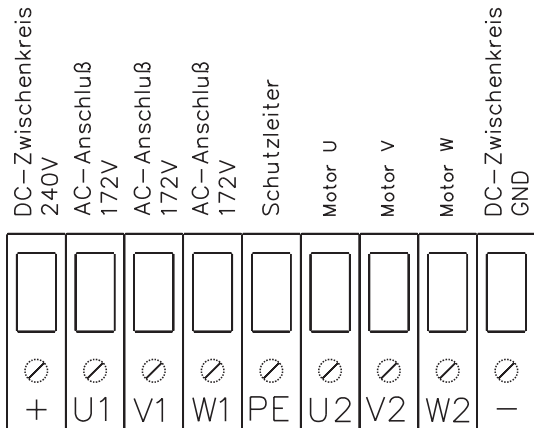 DC-Zwischenkreis
240V
AC-Anschluß
172V
AC-Anschluß
172V
AC-Anschluß
172V
Schutzleiter
Motor U
Motor V
Motor W
DC-Zwischenkreis
GND
+ U1 V1 W1 PE U2 V2 W2 -